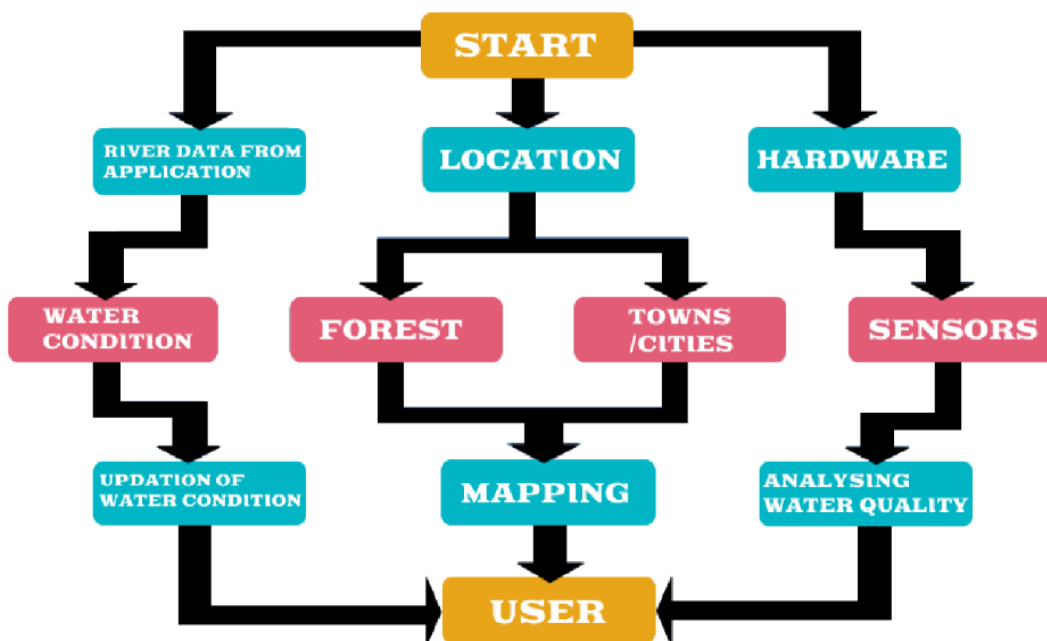 START
RIVER DATA FROM
APPLICATION
LOCATION
HARDWARE
WATER
CONDITION
FOREST
TOWNS
/CITIES
SENSORS
UPDATION OF
WATER CONDITION
MAPPING
ANALYSING
WATER QUALITY
USER